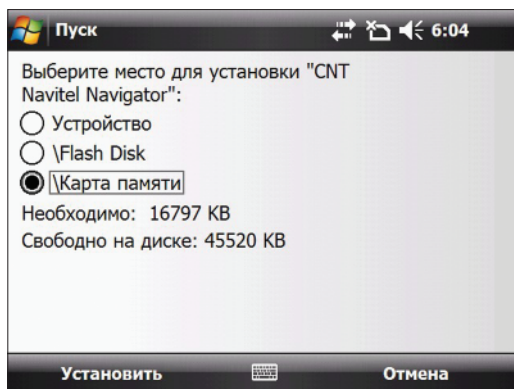 Пуск 6:04
Выберите место для установки "CNT
Navitel Navigator":
Устройство
\Flash Disk
\Карта памяти
Необходимо: 16797 KB
Свободно на диске: 45520 KB
Установить Отмена